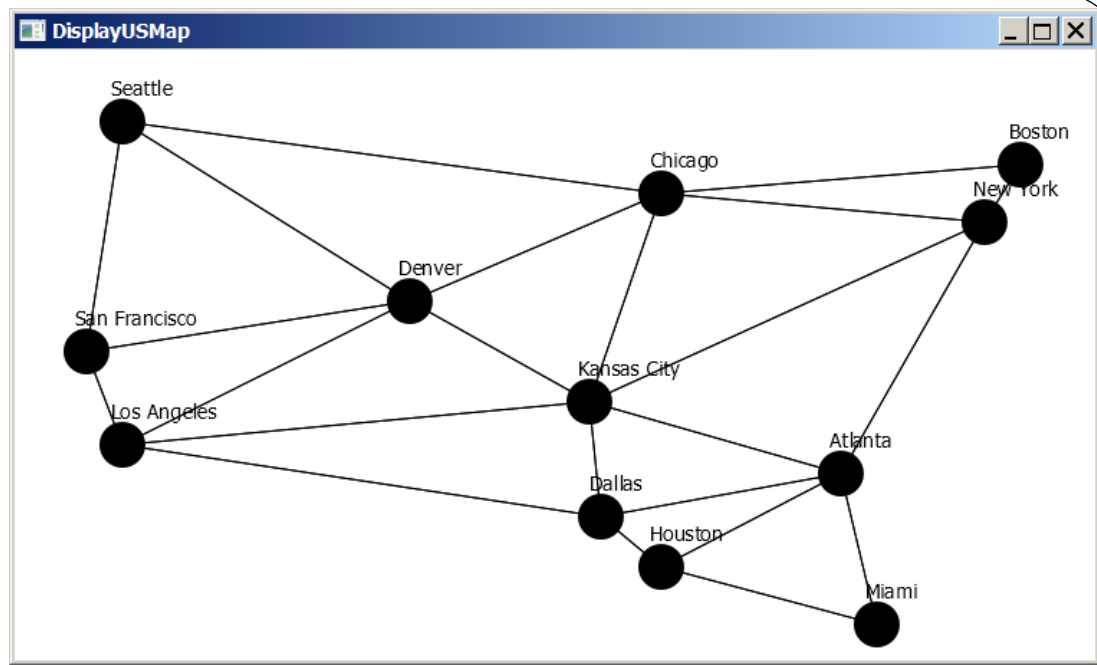 DisplayUSMap
Seattle
Boston
Chicago
New York
Denver
San Francisco
Kansas City
Los Angeles
Atlanta
Dallas
Houston
Miami